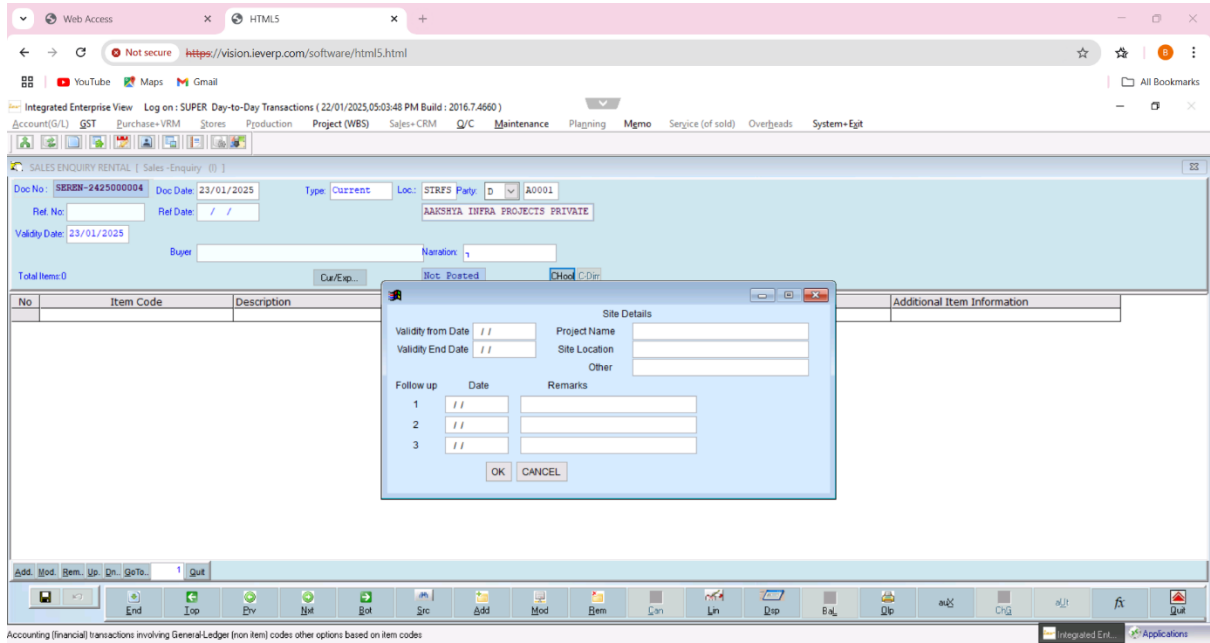 Web Access
HTML5
Not secure https://vision.ieverp.com/software/html5.html
B
YouTube Maps Gmail All Bookmarks
Integrated Enterprise View Log on : SUPER Day-to-Day Transactions ( 22/01/2025,05:03:48 PM Build : 2016.7.4660 )
Account(G/L) GST Purchase+VRM Stores Production Project (WBS) Sales+CRM Q/C Maintenance Planning Memo Service (of sold) Overheads System+Exit
SALES ENQUIRY RENTAL [ Sales -Enquiry (I) ]
Doc No : SEREN-2425000004 Doc Date: 23/01/2025 Type: Current Loc.: STRFS Party: D A0001
Ref. No: Ref Date: / / AAKSHYA INFRA PROJECTS PRIVATE
Validity Date: 23/01/2025
Buyer Narration:
Total Items:0 Cur/Exp... Not Posted CHool C-Dim
No Item Code Description Additional Item Information
Site Details
Validity from Date / / Project Name
Validity End Date / / Site Location
Other
Follow up Date Remarks
1 / /
2 / /
3 / /
OK CANCEL
Add. Mod. Rem.. Up. Dn.. GoTo.. 1 Quit
End Top Prv Nxt Bot Src Add Mod Rem Can Lin Dsp BaL Qlp ChG fx Quit
Accounting (financial) transactions involving General-Ledger (non item) codes other options based on item codes
Integrated Ent... Applications